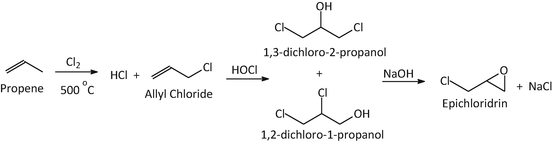 OH
Cl
Cl
1,3-dichloro-2-propanol
Propene
Cl2
500 °C
HCl +
Cl
Allyl Chloride
HOCl
+
Cl
Cl
OH
1,2-dichloro-1-propanol
NaOH
Cl
O
Epichloridrin
+ NaCl